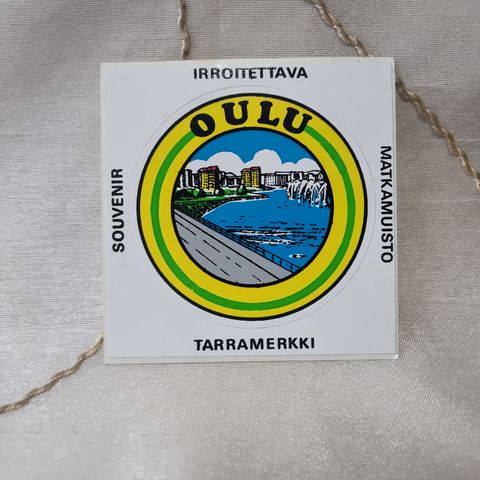 IRROITETTAVA
OULU
SOUVENIR
MATKAMUISTO
TARRAMERKKI